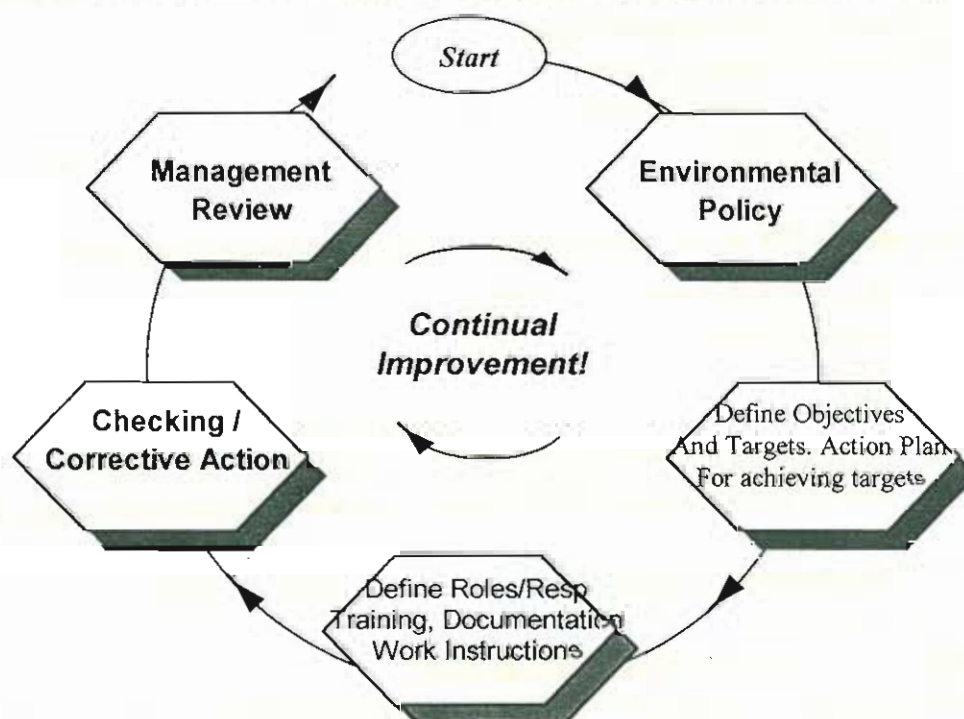 Start
Environmental
Policy
Define Objectives
And Targets. Action Plan
For achieving targets
Define Roles/Resp
Training, Documentation
Work Instructions
Checking /
Corrective Action
Management
Review
Continual
Improvement!